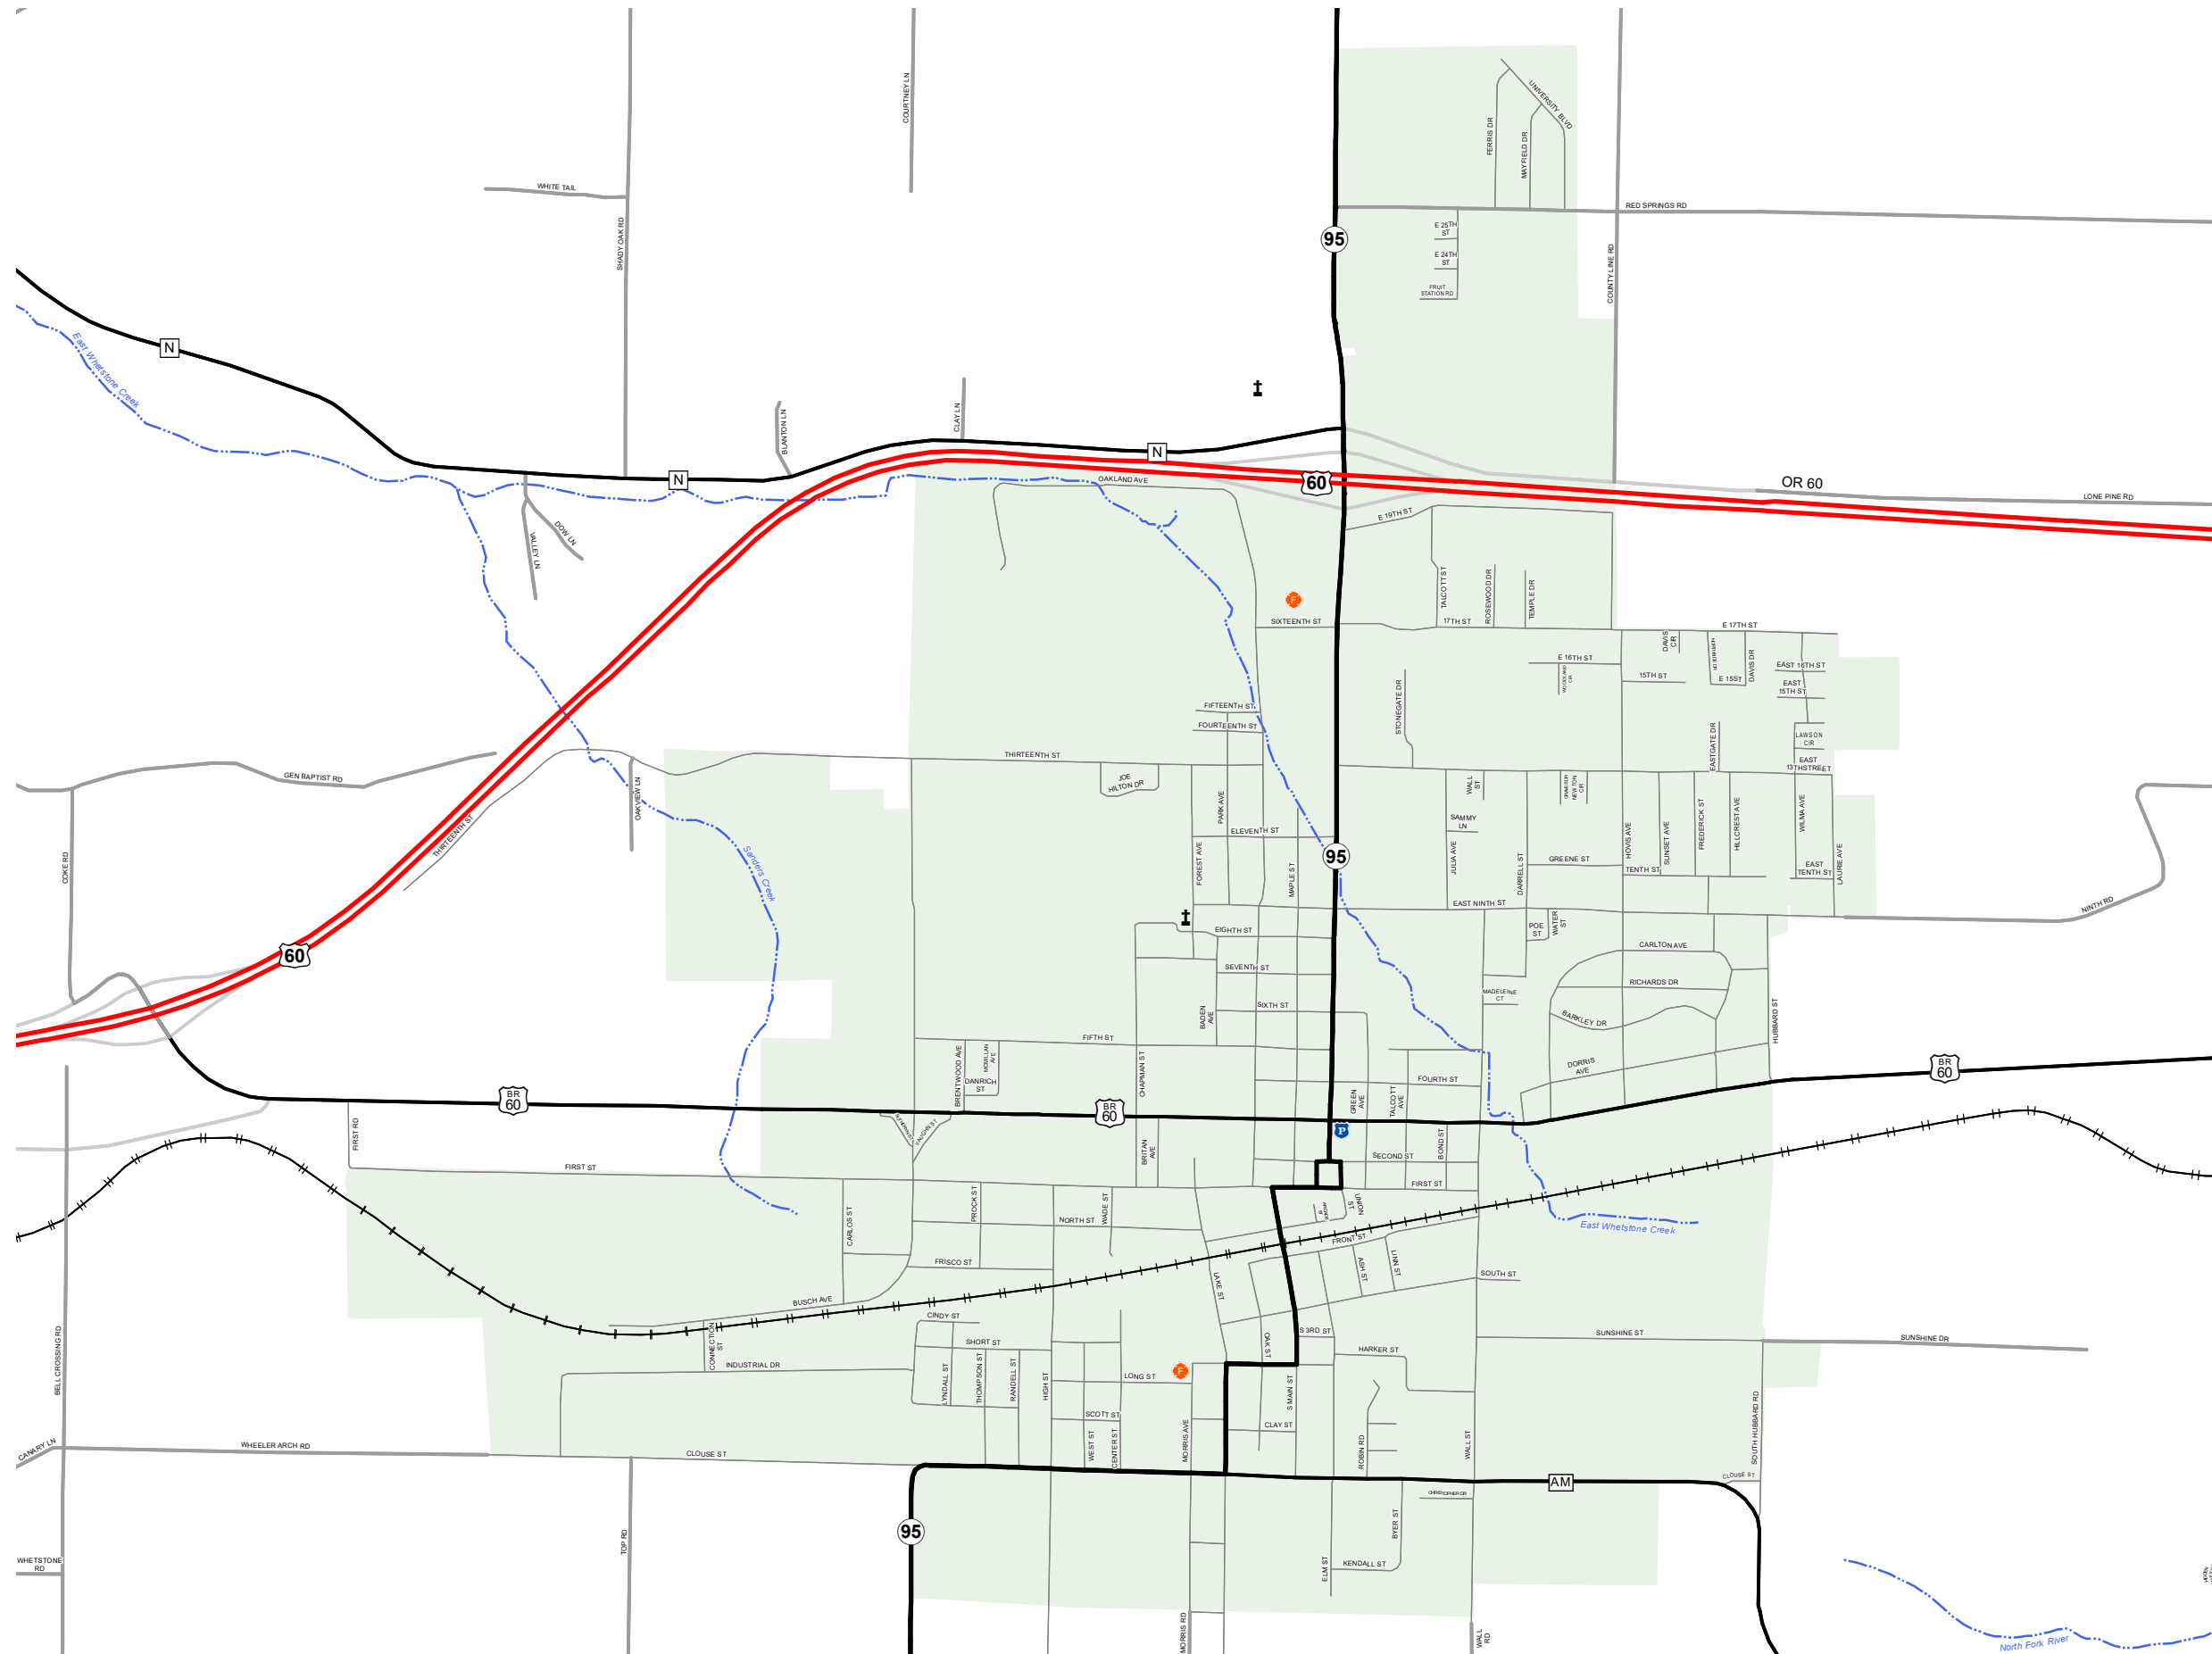 COURTNEY LN
UNIVERSITY BLVD
FERRIS DR
MAYFIELD DR
WHITE TAIL
RED SPRINGS RD
SHADY OAK RD
E 25TH
ST
95
E 24TH
ST
COUNTY LINE RD
FRUIT
STATION RD
N
East Whetstone Creek
BLANTON LN
CLAY LN
N
N
OAKLAND AVE
60
OR 60
LONE PINE RD
E 19TH ST
DOW LN
VALLEY LN
TALCOTT ST
ROSEWOOD DR
TEMPLE DR
F
SIXTEENTH ST
17TH ST
E 17TH ST
DAVIS
CIR
DAVIS DR
E 16TH ST
WOODLAND
CIR
15TH ST
E 15ST
EAST 16TH ST
EAST
15TH ST
STONEGATE DR
FIFTEENTH ST
FOURTEENTH ST
EASTGATE DR
LAWSON
CIR
THIRTEENTH ST
EAST
13THSTREET
GEN BAPTIST RD
JOE
HILTON DR
OAKVIEW LN
PARK AVE
WALL
ST
NEWTON
CIR
THIRTEENTH ST
ELEVENTH ST
SAMMY
LN
HOVIS AVE
SUNSET AVE
FREDERICK ST
HILLCREST AVE
WILMA AVE
COKE RD
Sanders Creek
FOREST AVE
MAPLE ST
95
JULIA AVE
DARRELL ST
GREENE ST
TENTH ST
EAST
TENTH ST
LAURIE AVE
EAST NINTH ST
NINTH RD
EIGHTH ST
POE
ST
WATER
ST
CARLTON AVE
60
SEVENTH ST
RICHARDS DR
MADELEINE
CT
SIXTH ST
BADEN
AVE
BARKLEY DR
HUBBARD ST
FIFTH ST
BRENTWOOD AVE
MCMILLAN
AVE
CHAPMAN ST
DORRIS
AVE
DANRICH
ST
FOURTH ST
BR
60
BR
60
BR
60
GREEN
AVE
TALCOTT
AVE
FIRST RD
VAUGHN ST
P
BRITAN
AVE
BOND ST
SECOND ST
FIRST ST
FIRST ST
CARLOS ST
PROCK ST
WADE ST
NORTH ST
UNION
ST
East Whetstone Creek
FRONT ST
FRISCO ST
LAKE ST
ASH ST
LINN ST
SOUTH ST
BUSCH AVE
CINDY ST
S 3RD ST
SUNSHINE ST
SUNSHINE DR
BELL CROSSING RD
CONNECTION
ST
SHORT ST
OAK ST
HARKER ST
INDUSTRIAL DR
LYNDALL ST
THOMPSON ST
RANDELL ST
HIGH ST
LONG ST
F
S MAIN ST
SCOTT ST
CLAY ST
SOUTH HUBBARD RD
CANARY LN
WHEELER ARCH RD
CLOUSE ST
WEST ST
CENTER ST
MORRIS AVE
ROBIN RD
WALL ST
CLOUSE ST
AM
CHRISTOPHER DR
95
TOP RD
BYER ST
WHETSTONE
RD
ELM ST
KENDALL ST
MORRIS RD
WALL
RD
North Fork River